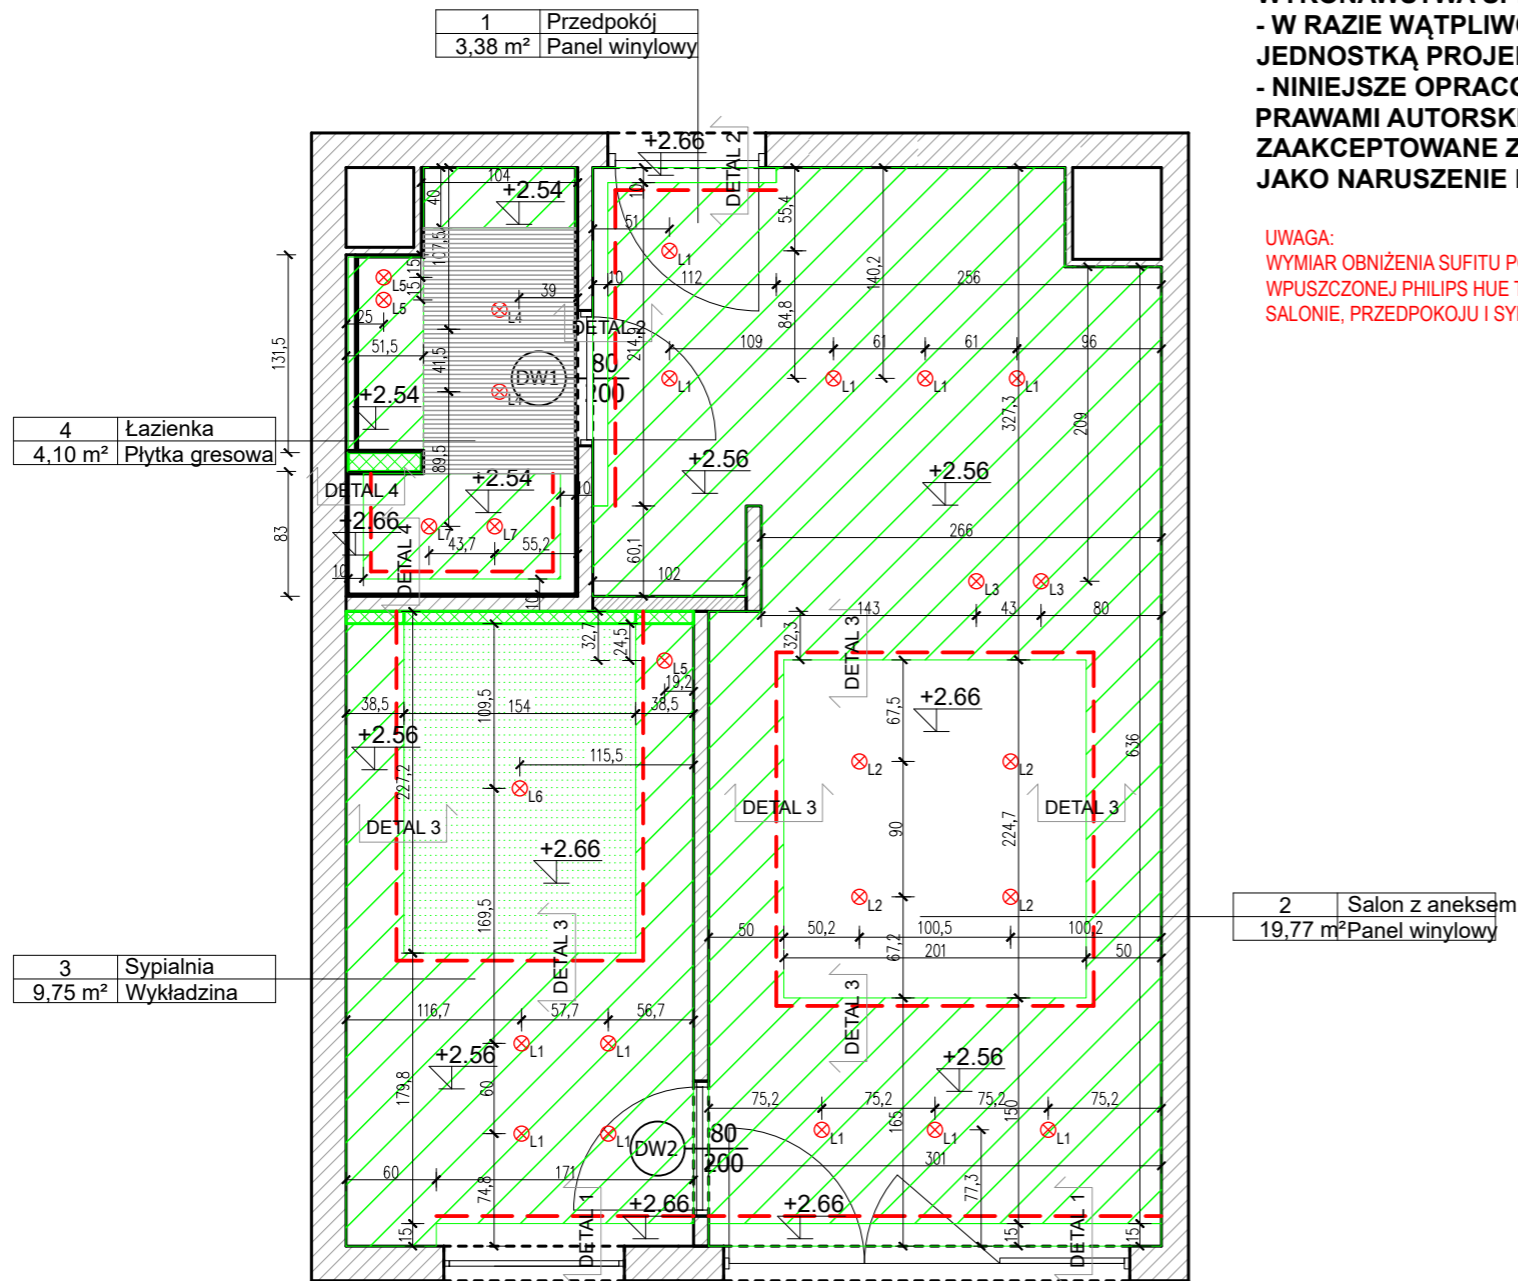 WYKONAWSTWA
- W RAZIE WĄTPLIW
JEDNOSTKĄ PROJE
- NINIEJSZE OPRACO
PRAWAMI AUTORSKI
ZAAKCEPTOWANE Z
JAKO NARUSZENIE
UWAGA:
WYMIAR OBNIŻENIA SUFITU P
WPUSZCZONEJ PHILIPS HUE
SALONIE, PRZEDPOKOJU I SY
1 Przedpokój
3,38 m² Panel winylowy
+2.66
DETAL 2
104
+2.54
40
10
51
55,4
L1
107,5
15
15
L5
L5
25
51,5
39
L4
DETAL 2
10
112
256
140,2
84,8
214,9
131,5
41,5
DW1
80
200
109
61
61
96
L1
L1
L1
L1
327,3
209
+2.54
L4
4 Łazienka
4,10 m² Płytka gresowa
89,5
+2.56
+2.56
DETAL 4
+2.54
10
+2.66
DETAL 4
L7
L7
43,7
55,2
83
10
10
60,1
102
266
L3
L3
143
43
80
32,7
24,5
L5
19,2
32,3
DETAL 3
38,5
154
38,5
109,5
+2.56
227,2
115,5
L6
DETAL 3
+2.66
169,5
DETAL 3
67,5
+2.66
L2
L2
636
DETAL 3
DETAL 3
90
224,7
L2
L2
50
50,2
100,5
100,2
67,2
201
50
DETAL 3
2 Salon z aneksem
19,77 m² Panel winylowy
3 Sypialnia
9,75 m² Wykładzina
116,7
57,7
56,7
L1
L1
+2.56
179,8
60
L1
L1
DW2
80
200
+2.56
75,2
75,2
75,2
75,2
165
150
L1
L1
L1
301
60
171
74,8
77,3
+2.66
+2.66
DETAL 1
DETAL 1
15
15
15